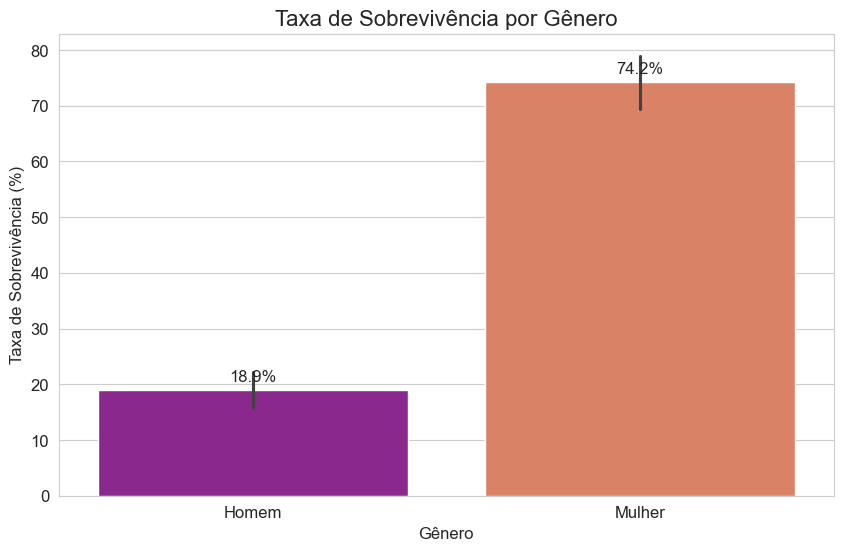 Taxa de Sobrevivência por Gênero
Taxa de Sobrevivência (%)
80
70
60
50
40
30
20
10
0
74.2%
18.9%
Homem
Mulher
Gênero